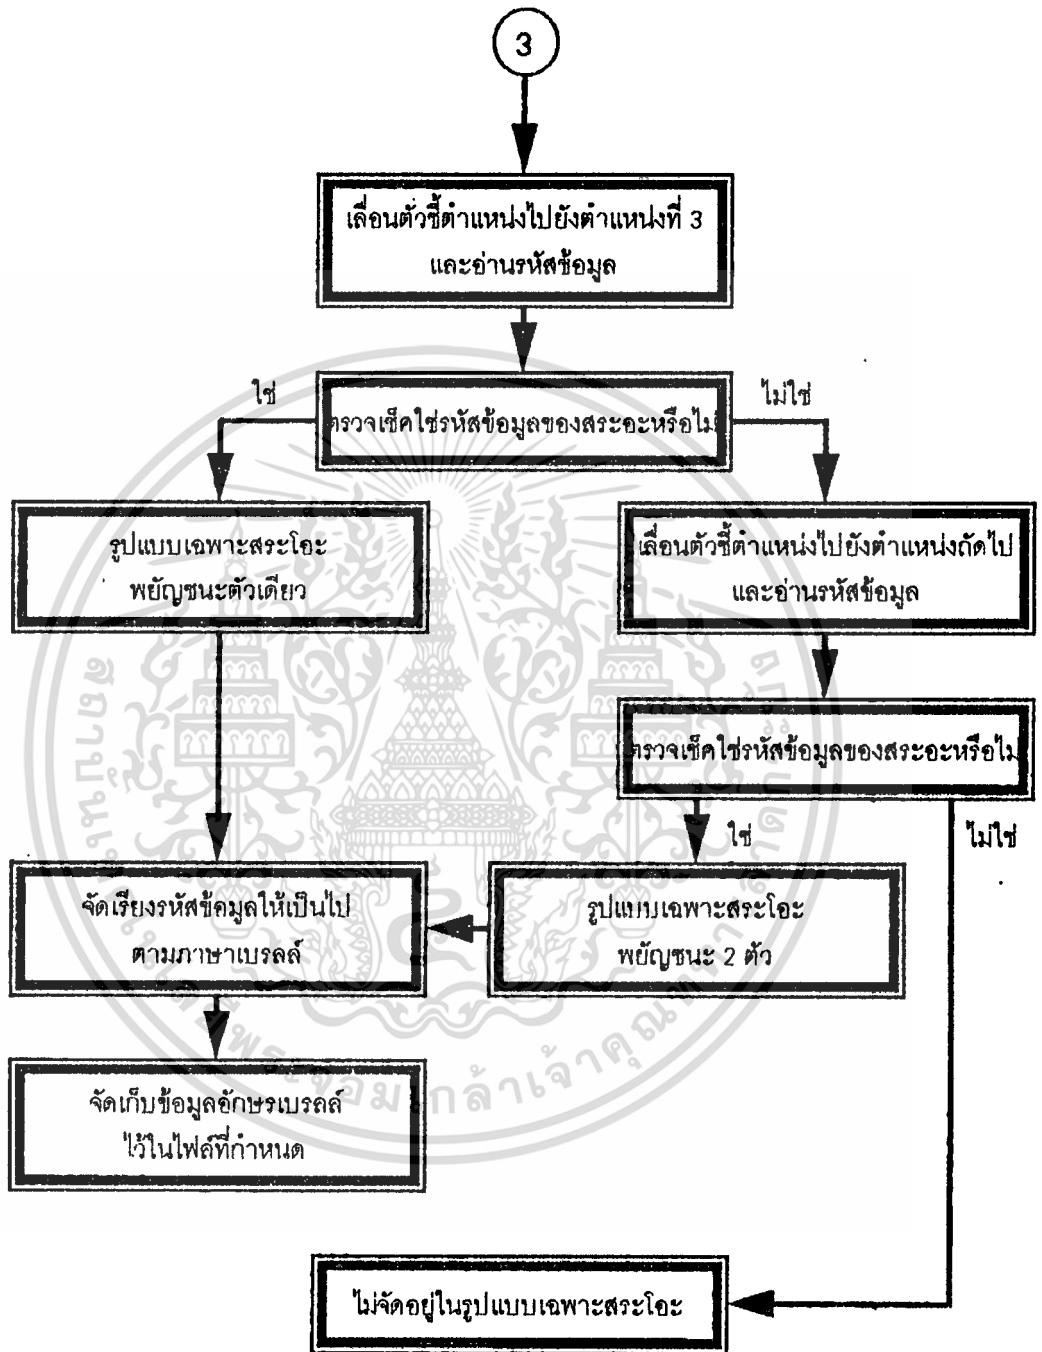 3
เลื่อนตัวชี้ตำแหน่งไปยังตำแหน่งที่ 3
และอ่านรหัสข้อมูล
ใช่
ตรวจเช็คใช่รหัสข้อมูลของสระอะหรือไม่
ไม่ใช่
รูปแบบเฉพาะสระโอะ
พยัญชนะตัวเดียว
เลื่อนตัวชี้ตำแหน่งไปยังตำแหน่งถัดไป
และอ่านรหัสข้อมูล
ตรวจเช็คใช่รหัสข้อมูลของสระอะหรือไม่
ใช่
ไม่ใช่
จัดเรียงรหัสข้อมูลให้เป็นไป
ตามภาษาเบรลล์
รูปแบบเฉพาะสระโอะ
พยัญชนะ 2 ตัว
จัดเก็บข้อมูลอักษรเบรลล์
ไว้ในไฟล์ที่กำหนด
ไม่จัดอยู่ในรูปแบบเฉพาะสระโอะ